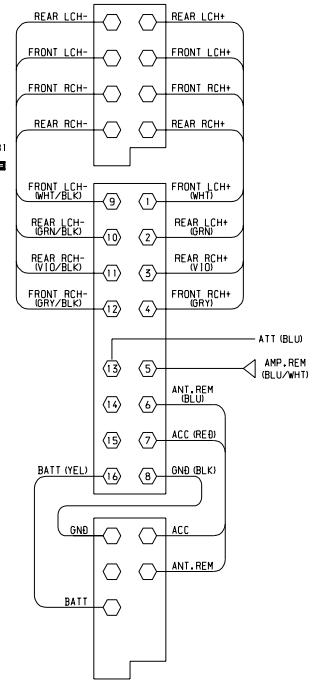 REAR LCH- REAR LCH+
FRONT LCH- FRONT LCH+
FRONT RCH- FRONT RCH+
REAR RCH- REAR RCH+
31
FRONT LCH- (WHT/BLK) 9 1 FRONT LCH+ (WHT)
REAR LCH- (GRN/BLK) 10 2 REAR LCH+ (GRN)
REAR RCH- (VIO/BLK) 11 3 REAR RCH+ (VIO)
FRONT RCH- (GRY/BLK) 12 4 FRONT RCH+ (GRY)
ATT (BLU)
13 5 AMP.REM (BLU/WHT)
14 6 ANT.REM (BLU)
15 7 ACC (RED)
BATT (YEL) 16 8 GND (BLK)
GND ACC
ANT.REM
BATT